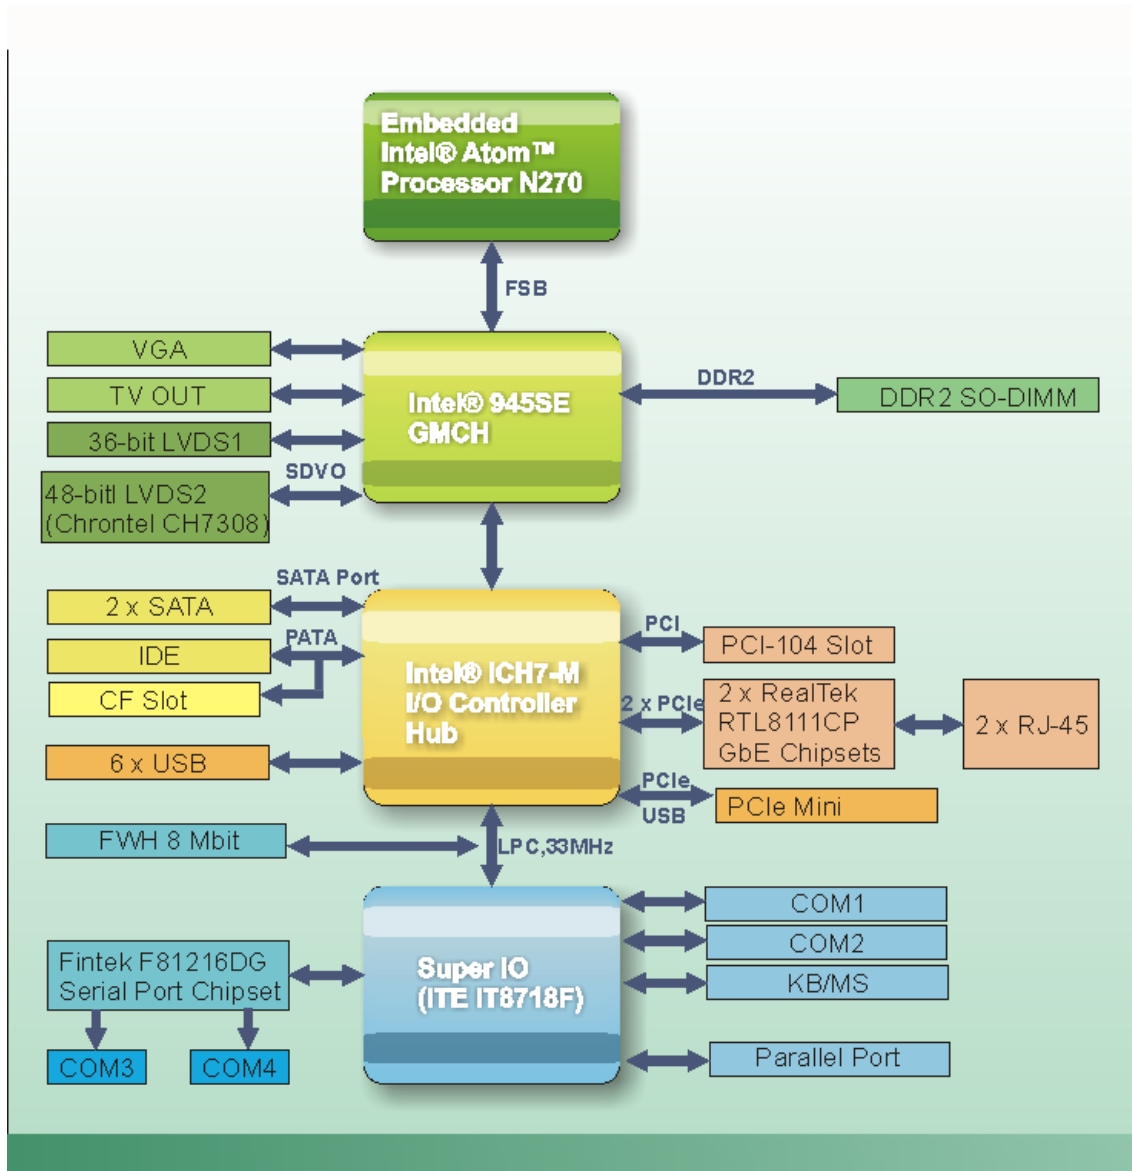 Embedded
Intel® Atom™
Processor N270
FSB
VGA
TV OUT
36-bit LVDS1
SDVO
48-bitl LVDS2
(Chrontel CH7308)
Intel® 945SE
GMCH
DDR2
DDR2 SO-DIMM
SATA Port
2 x SATA
PATA
IDE
CF Slot
6 x USB
Intel® ICH7-M
I/O Controller
Hub
PCI
PCI-104 Slot
2 x PCIe
2 x RealTek
RTL8111CP
GbE Chipsets
2 x RJ-45
PCIe
USB
PCIe Mini
FWH 8 Mbit
LPC,33MHz
Super IO
(ITE IT8718F)
COM1
COM2
KB/MS
Parallel Port
Fintek F81216DG
Serial Port Chipset
COM3
COM4